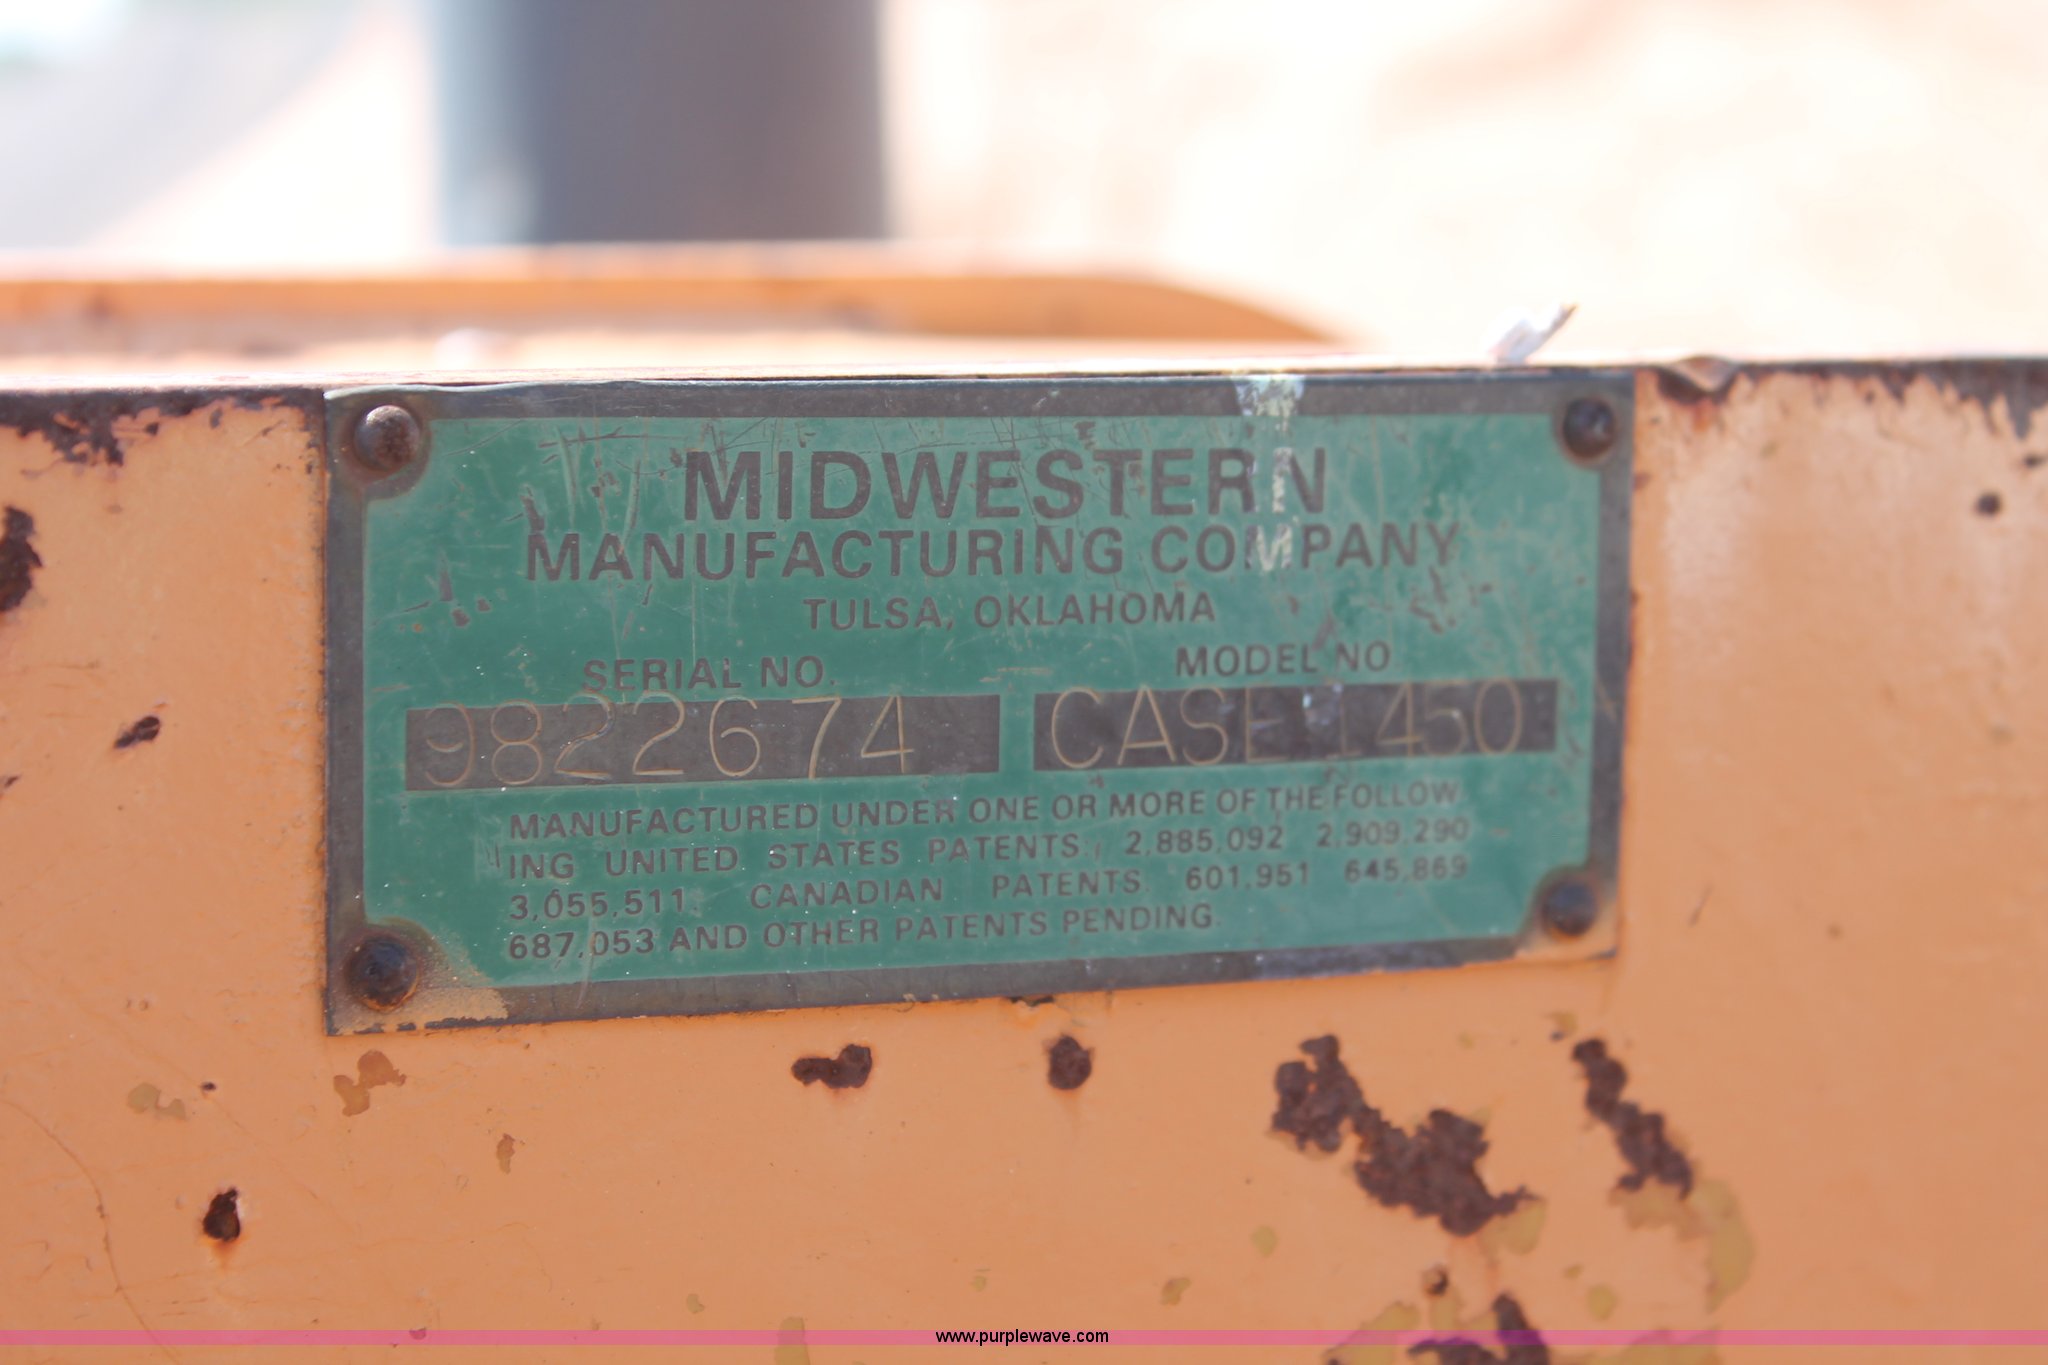 MIDWESTERN
MANUFACTURING COMPANY
TULSA, OKLAHOMA
SERIAL NO. MODEL NO
9822674 CASE 1450
MANUFACTURED UNDER ONE OR MORE OF THE FOLLOW
ING UNITED STATES PATENTS: 2,885,092 2,909,290
3,055,511 CANADIAN PATENTS 601,951 645,869
687,053 AND OTHER PATENTS PENDING.
www.purplewave.com